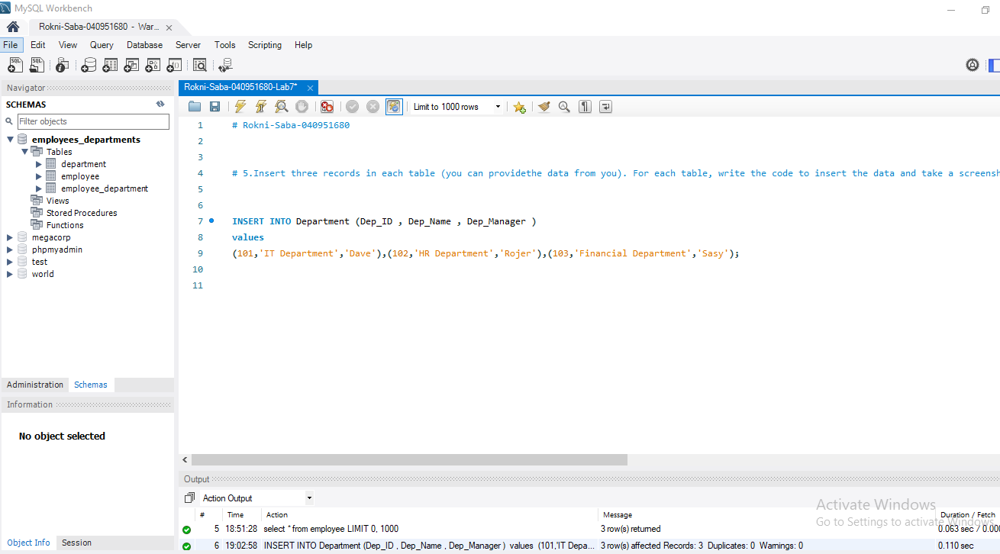 MySQL Workbench
Rokni-Saba-040951680 - War...
File Edit View Query Database Server Tools Scripting Help
Navigator
SCHEMAS
Filter objects
employees_departments
Tables
department
employee
employee_department
Views
Stored Procedures
Functions
megacorp
phpmyadmin
test
world
Administration Schemas
Information
No object selected
Object Info Session
Rokni-Saba-040951680-Lab7*
Limit to 1000 rows
1 # Rokni-Saba-040951680
2
3
4 # 5.Insert three records in each table (you can providethe data from you). For each table, write the code to insert the data and take a screensh
5
6
7 INSERT INTO Department (Dep_ID , Dep_Name , Dep_Manager )
8 values
9 (101,'IT Department','Dave'),(102,'HR Department','Rojer'),(103,'Financial Department','Sasy');
10
11
Output
Action Output
# Time Action Message Duration / Fetch
5 18:51:28 select * from employee LIMIT 0, 1000 3 row(s) returned 0.063 sec / 0.000
6 19:02:58 INSERT INTO Department (Dep_ID , Dep_Name , Dep_Manager ) values (101,'IT Depa... 3 row(s) affected Records: 3 Duplicates: 0 Warnings: 0 0.110 sec
Activate Windows
Go to Settings to activate Windows.